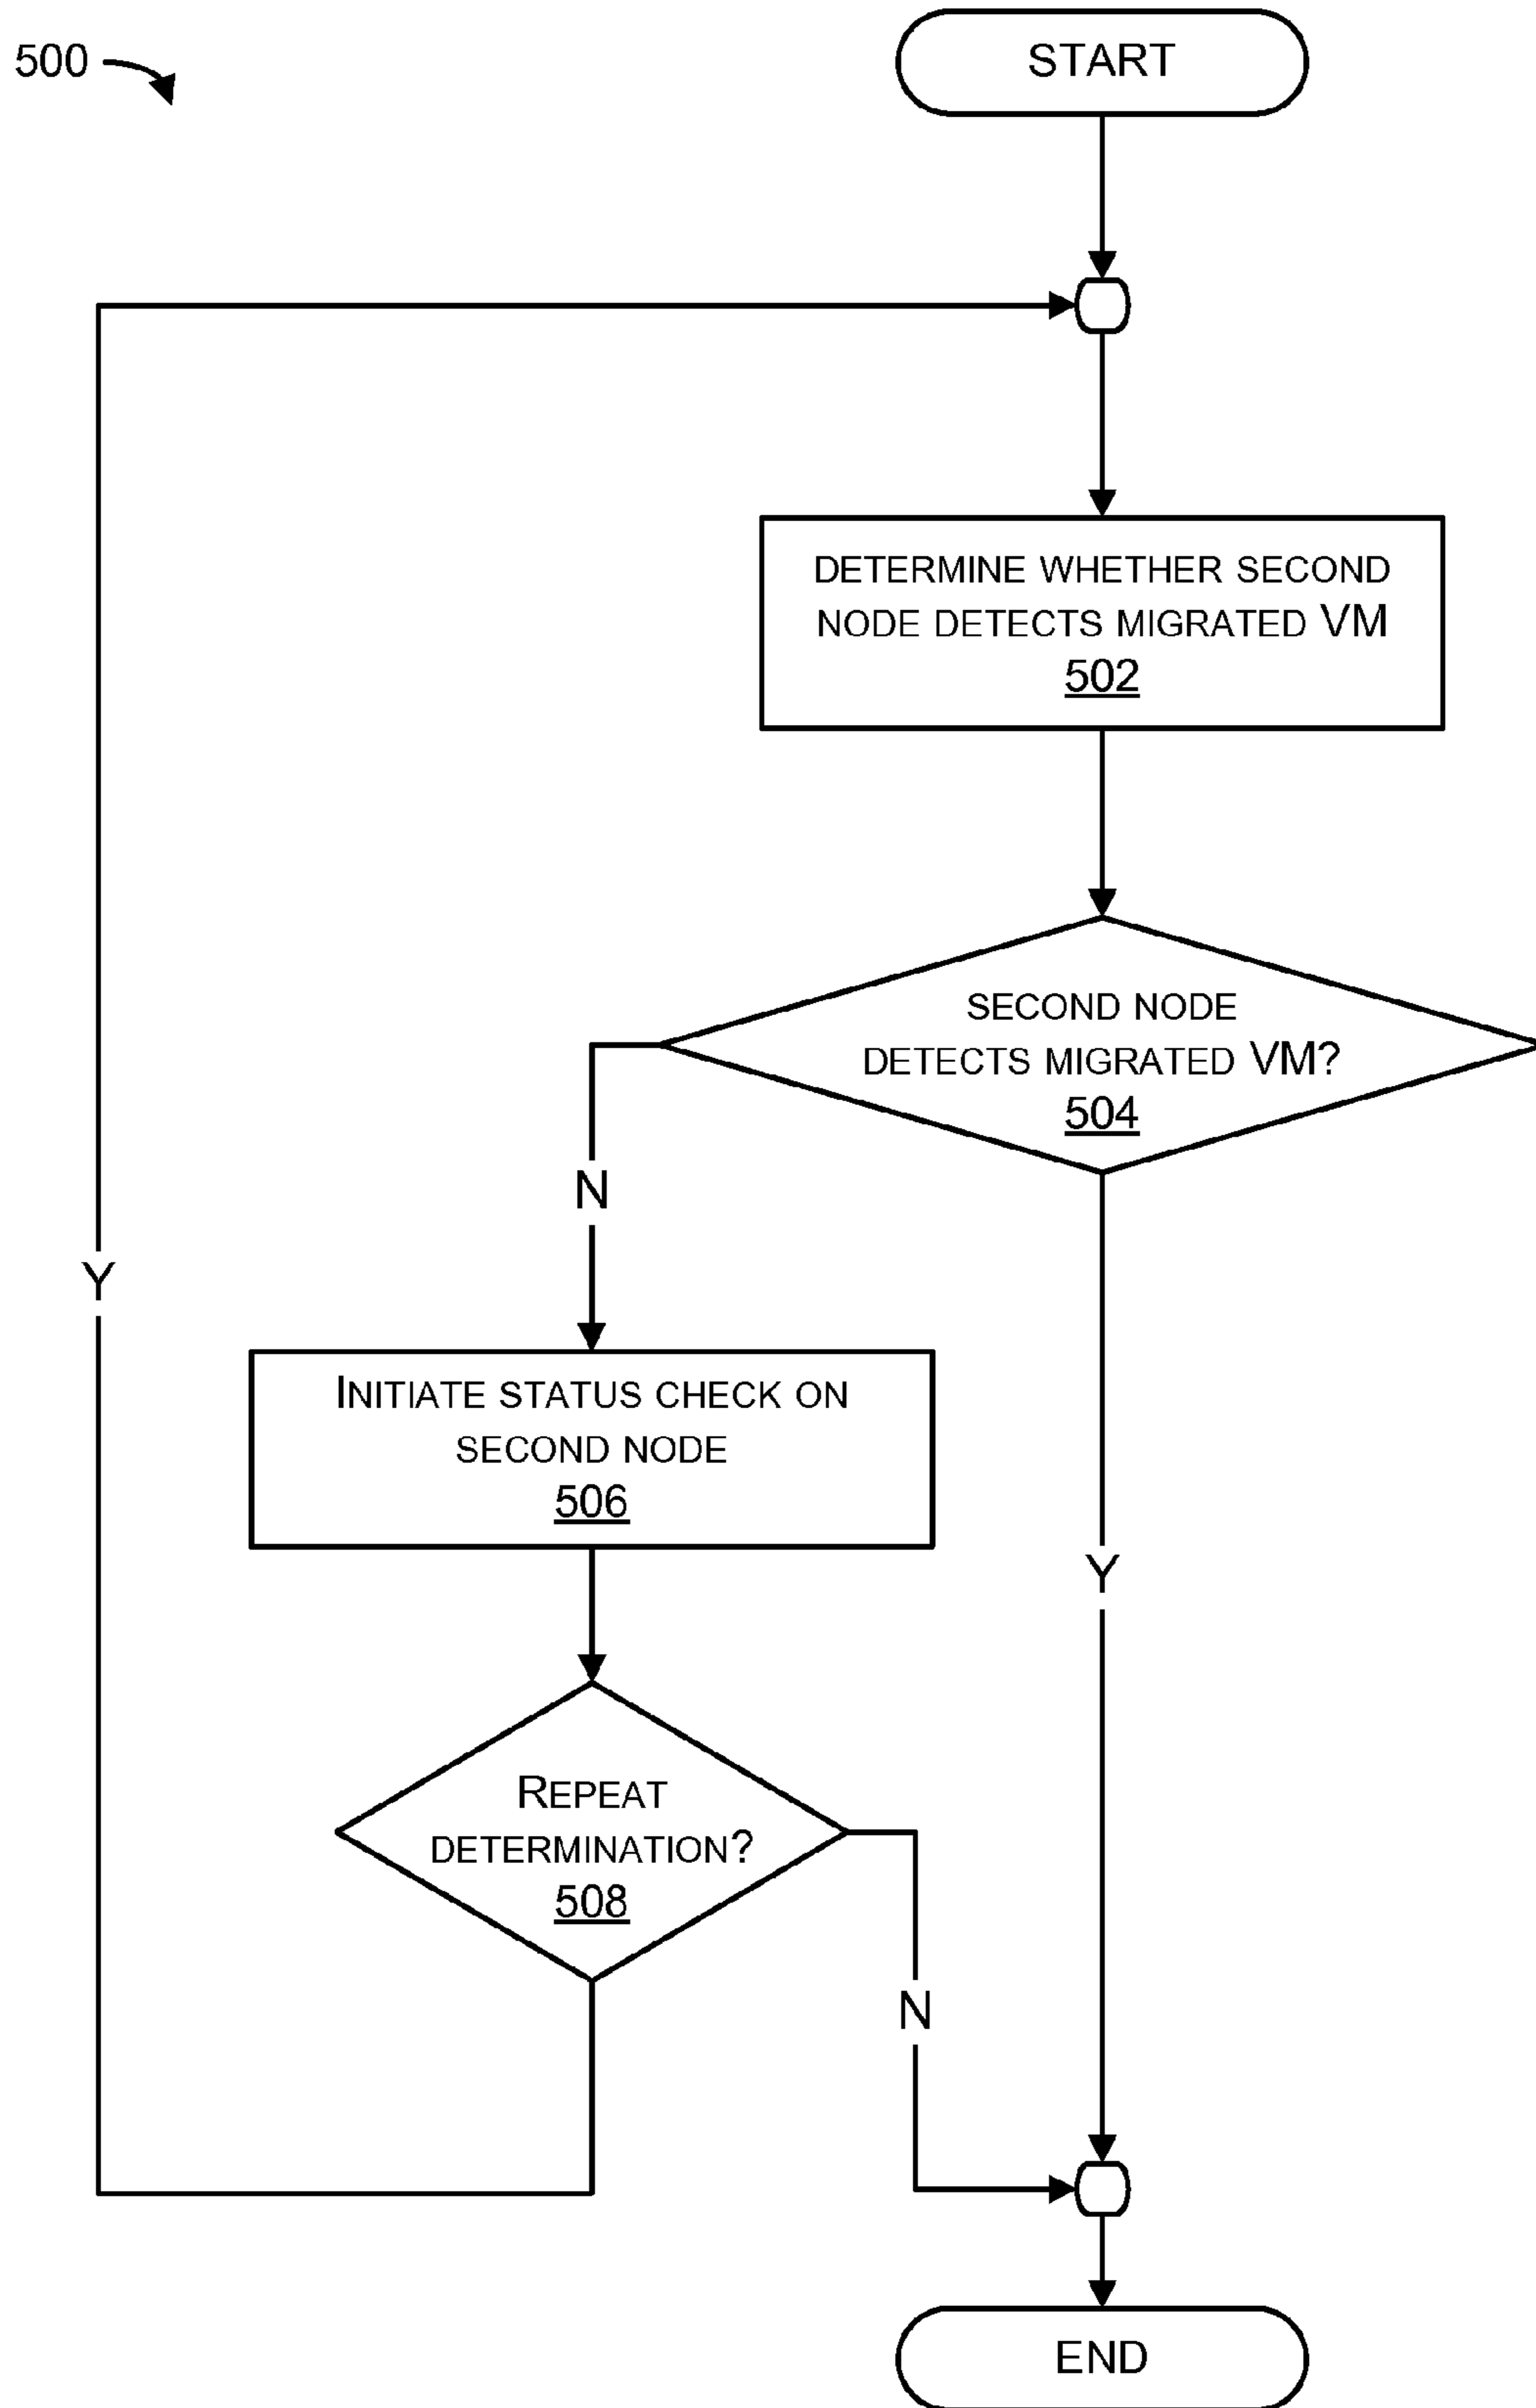 500
START
DETERMINE WHETHER SECOND
NODE DETECTS MIGRATED VM
502
SECOND NODE
DETECTS MIGRATED VM?
504
N
Y
INITIATE STATUS CHECK ON
SECOND NODE
506
Y
REPEAT
DETERMINATION?
508
N
END